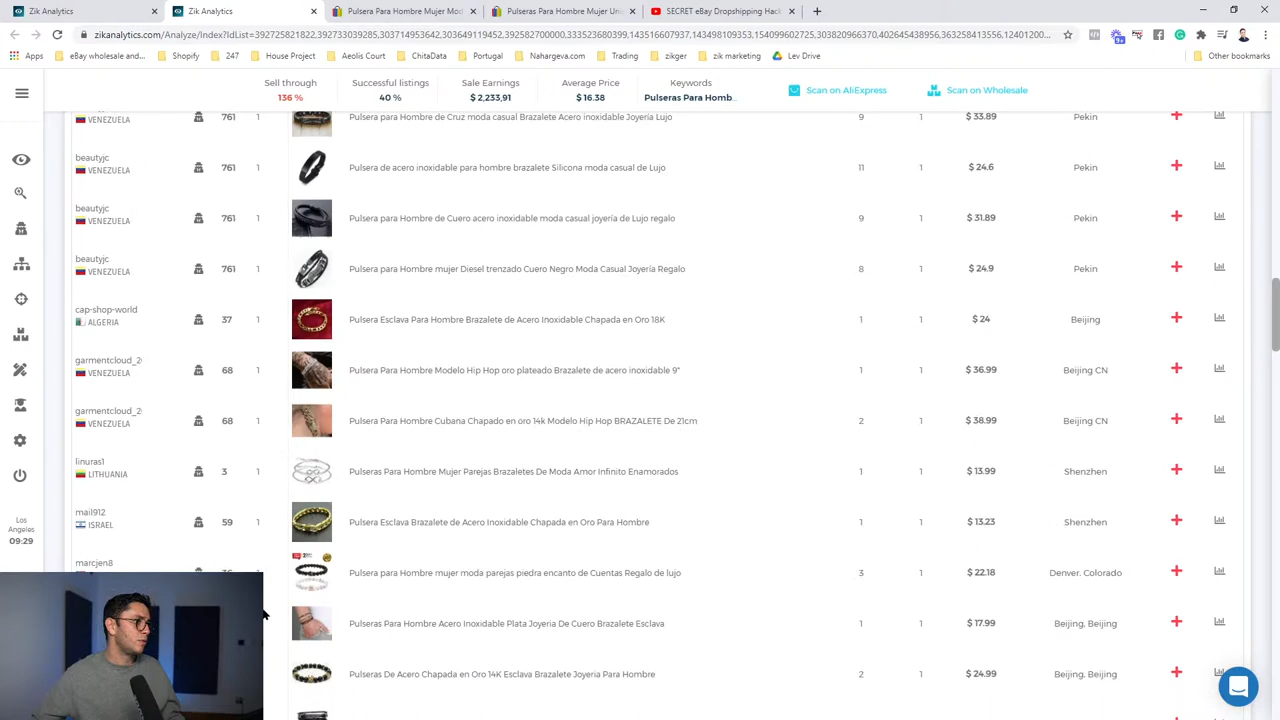 Zik Analytics
Zik Analytics
Pulsera Para Hombre Mujer Mod
Pulseras Para Hombre Mujer Uni
SECRET eBay Dropshipping Hack
zikanalytics.com/Analyze/Index?IdList=392725821822,392733039285,303714953642,303649119452,392582700000,333523680399,143516607937,143498109353,154099602725,303820966370,402645438956,363258413556,12401200...
Apps
eBay wholesale and...
Shopify
247
House Project
Aeolis Court
ChitaData
Portugal
Nahargeva.com
Trading
zikger
zik marketing
Lev Drive
Other bookmarks
Sell through
136 %
Successful listings
40 %
Sale Earnings
$ 2,233,91
Average Price
$ 16.38
Keywords
Pulseras Para Homb...
Scan on AliExpress
Scan on Wholesale
VENEZUELA 761 1 Pulsera para Hombre de Cruz moda casual Brazalete Acero inoxidable Joyería Lujo 9 1 $ 33.89 Pekin
beautyjc
VENEZUELA 761 1 Pulsera de acero inoxidable para hombre brazalete Silicona moda casual de Lujo 11 1 $ 24.6 Pekin
beautyjc
VENEZUELA 761 1 Pulsera para Hombre de Cuero acero inoxidable moda casual joyería de Lujo regalo 9 1 $ 31.89 Pekin
beautyjc
VENEZUELA 761 1 Pulsera para Hombre mujer Diesel trenzado Cuero Negro Moda Casual Joyería Regalo 8 1 $ 24.9 Pekin
cap-shop-world
ALGERIA 37 1 Pulsera Esclava Para Hombre Brazalete de Acero Inoxidable Chapada en Oro 18K 1 1 $ 24 Beijing
garmentcloud_2
VENEZUELA 68 1 Pulsera Para Hombre Modelo Hip Hop oro plateado Brazalete de acero inoxidable 9" 1 1 $ 36.99 Beijing CN
garmentcloud_2
VENEZUELA 68 1 Pulsera Para Hombre Cubana Chapado en oro 14k Modelo Hip Hop BRAZALETE De 21cm 2 1 $ 38.99 Beijing CN
linuras1
LITHUANIA 3 1 Pulseras Para Hombre Mujer Parejas Brazaletes De Moda Amor Infinito Enamorados 1 1 $ 13.99 Shenzhen
mail912
ISRAEL 59 1 Pulsera Esclava Brazalete de Acero Inoxidable Chapada en Oro Para Hombre 1 1 $ 13.23 Shenzhen
marcjen8
1 Pulsera para Hombre mujer moda parejas piedra encanto de Cuentas Regalo de lujo 3 1 $ 22.18 Denver. Colorado
Pulseras Para Hombre Acero Inoxidable Plata Joyeria De Cuero Brazalete Esclava 1 1 $ 17.99 Beijing, Beijing
Pulseras De Acero Chapada en Oro 14K Esclava Brazalete Joyeria Para Hombre 2 1 $ 24.99 Beijing, Beijing
Los
Angeles
09:29